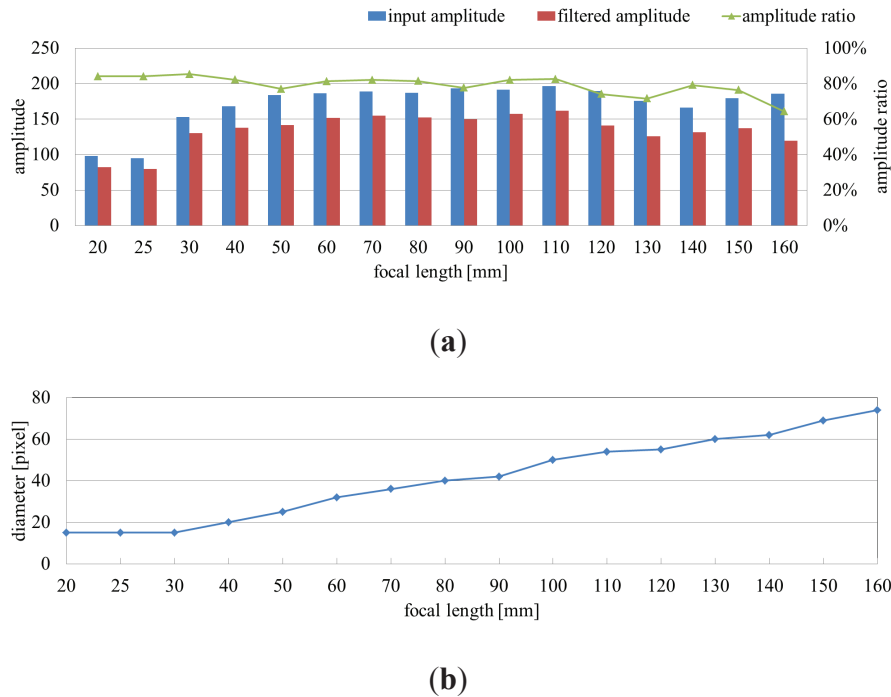 input amplitude filtered amplitude amplitude ratio
250 100%
200 80%
150 60%
100 40%
50 20%
0 0%
amplitude
amplitude ratio
20 25 30 40 50 60 70 80 90 100 110 120 130 140 150 160
focal length [mm]
(a)
80
60
40
20
0
diameter [pixel]
20 25 30 40 50 60 70 80 90 100 110 120 130 140 150 160
focal length [mm]
(b)